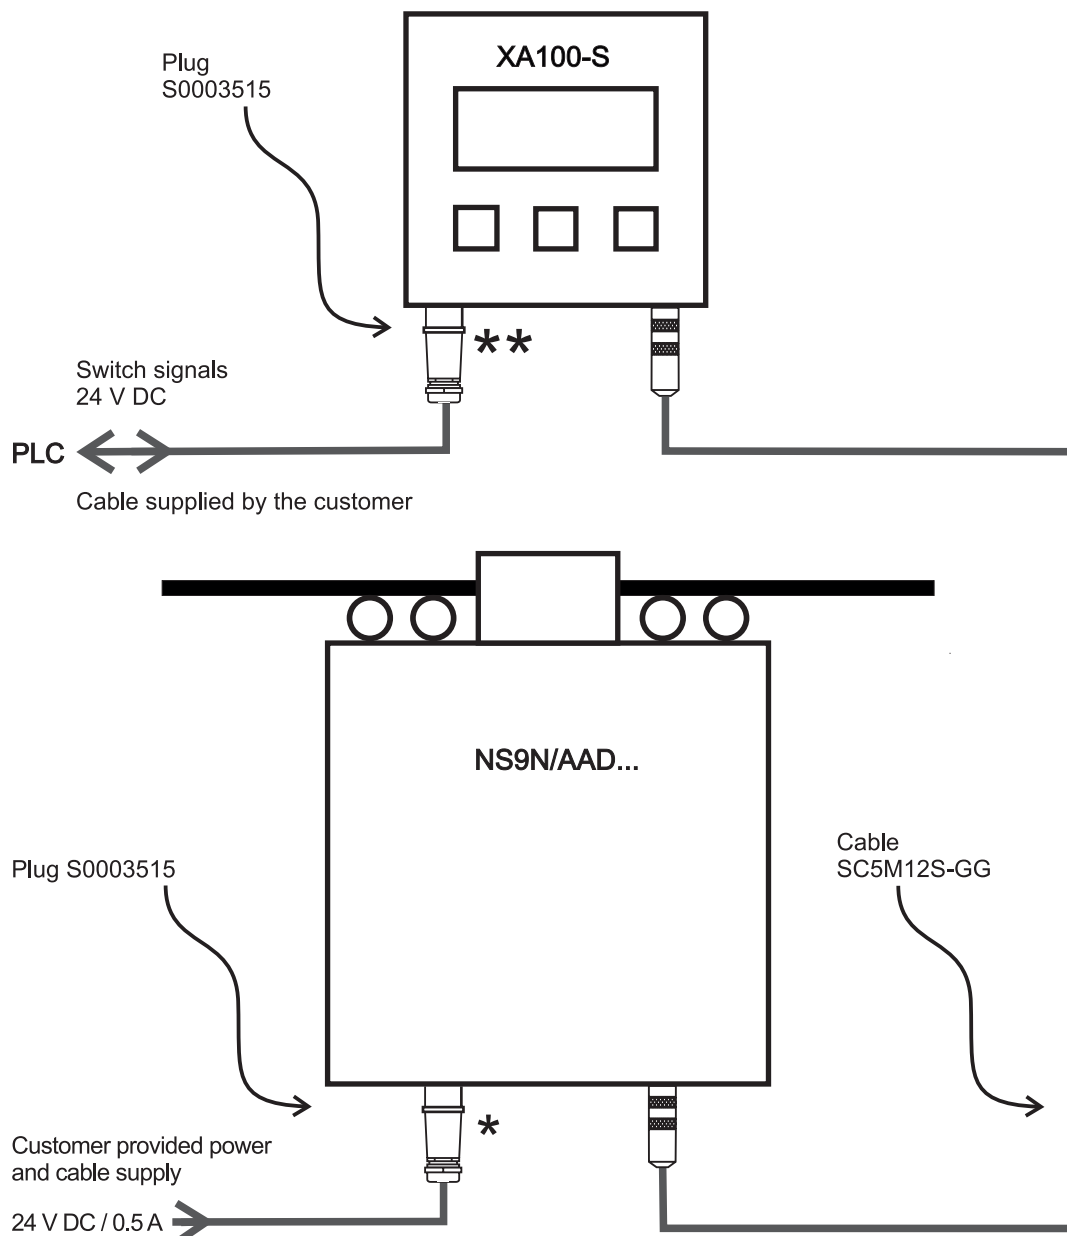 XA100-S
Plug
S0003515
**
Switch signals
24 V DC
PLC
Cable supplied by the customer
NS9N/AAD...
Plug S0003515
Cable
SC5M12S-GG
*
Customer provided power
and cable supply
24 V DC / 0.5 A